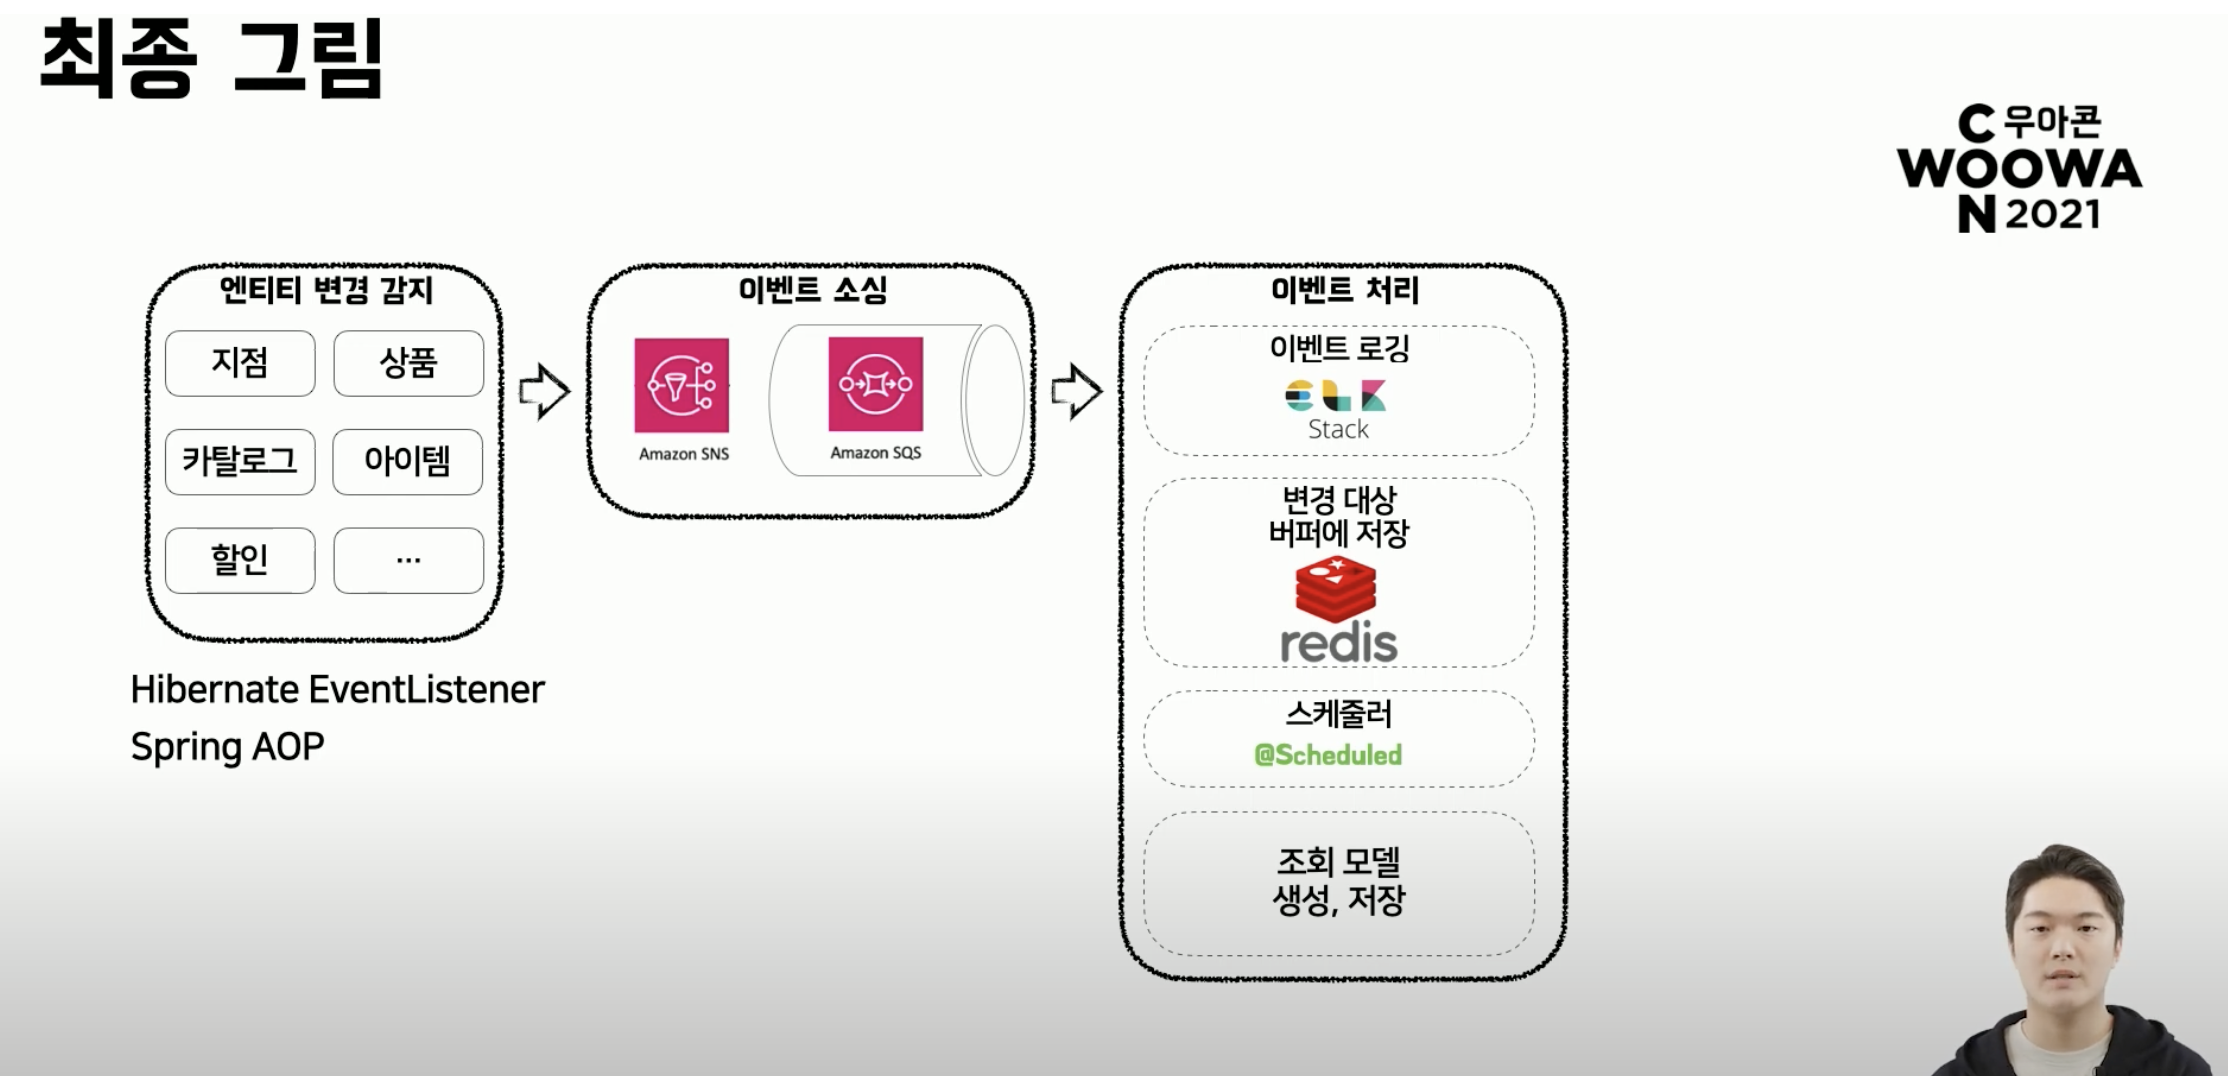 최종 그림
C 우아콘
WOOWA
N 2021
엔티티 변경 감지
지점
상품
카탈로그
아이템
할인
...
Hibernate EventListener
Spring AOP
이벤트 소싱
Amazon SNS
Amazon SQS
이벤트 처리
이벤트 로깅
elk
Stack
변경 대상
버퍼에 저장
redis
스케줄러
@Scheduled
조회 모델
생성, 저장